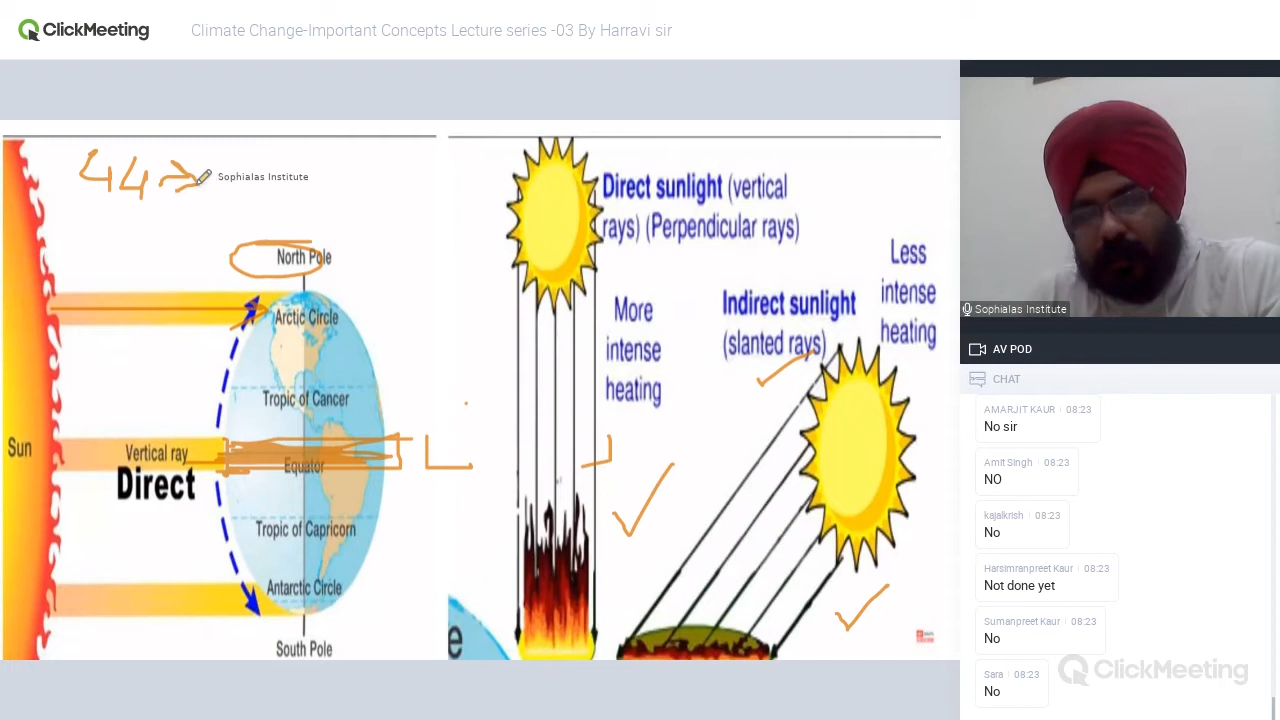 ClickMeeting
Climate Change-Important Concepts Lecture series -03 By Harravi sir
44
Sophialas Institute
North Pole
Arctic Circle
Tropic of Cancer
Sun
Vertical ray
Direct
Equator
Tropic of Capricorn
Antarctic Circle
South Pole
Direct sunlight (vertical
rays) (Perpendicular rays)
More
intense
heating
Indirect sunlight
(slanted rays)
Less
intense
heating
e
Sophialas Institute
AV POD
CHAT
AMARJIT KAUR 08:23
No sir
Amit Singh 08:23
NO
kajalkrish 08:23
No
Harsimranpreet Kaur 08:23
Not done yet
Sumanpreet Kaur 08:23
No
Sara 08:23
No
ClickMeeting